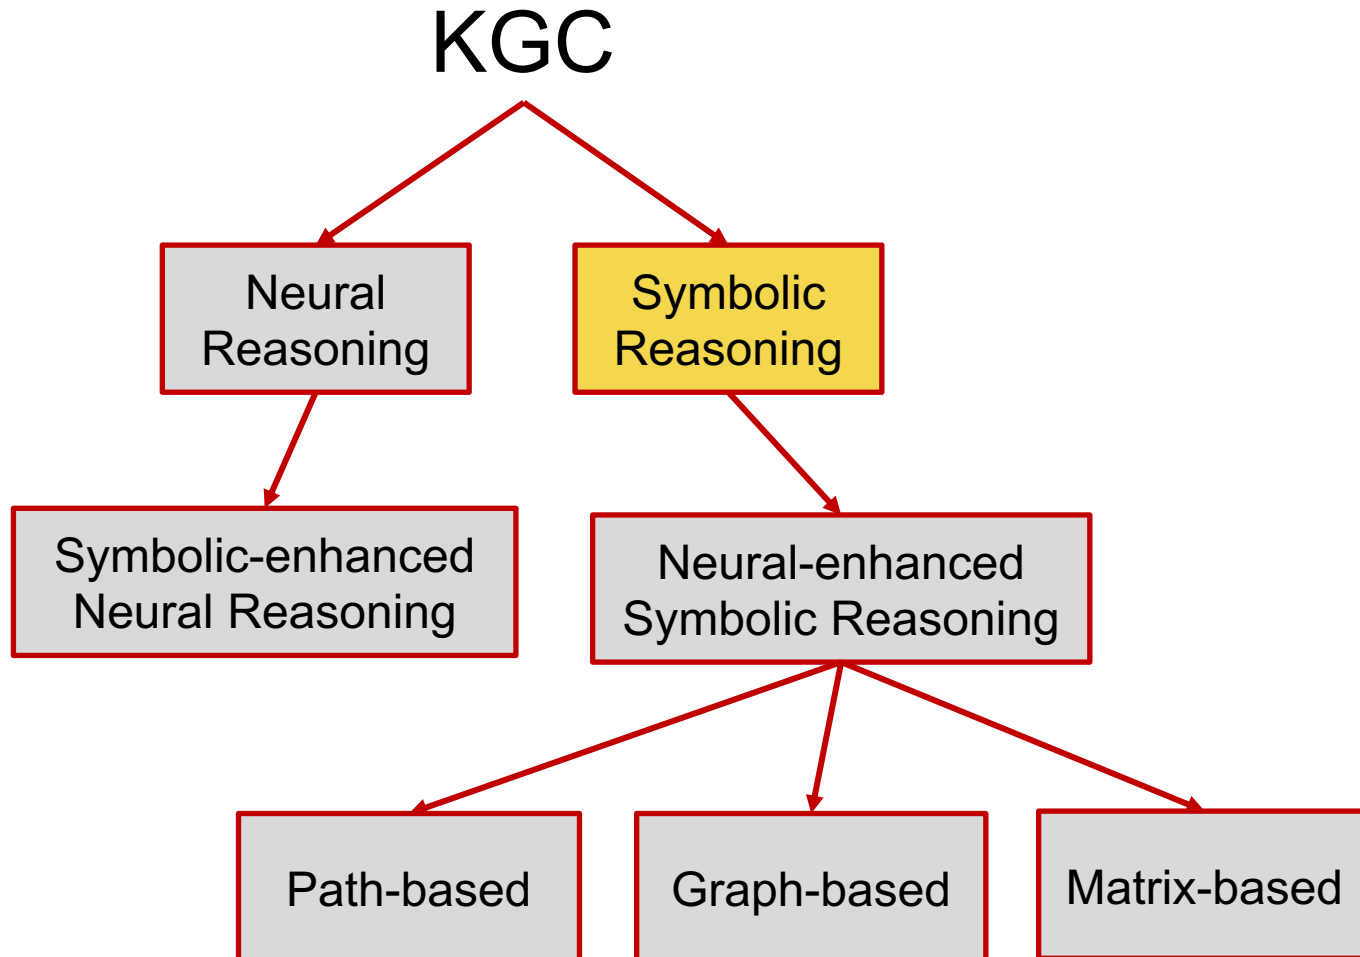 KGC
Neural
Reasoning
Symbolic
Reasoning
Symbolic-enhanced
Neural Reasoning
Neural-enhanced
Symbolic Reasoning
Path-based
Graph-based
Matrix-based